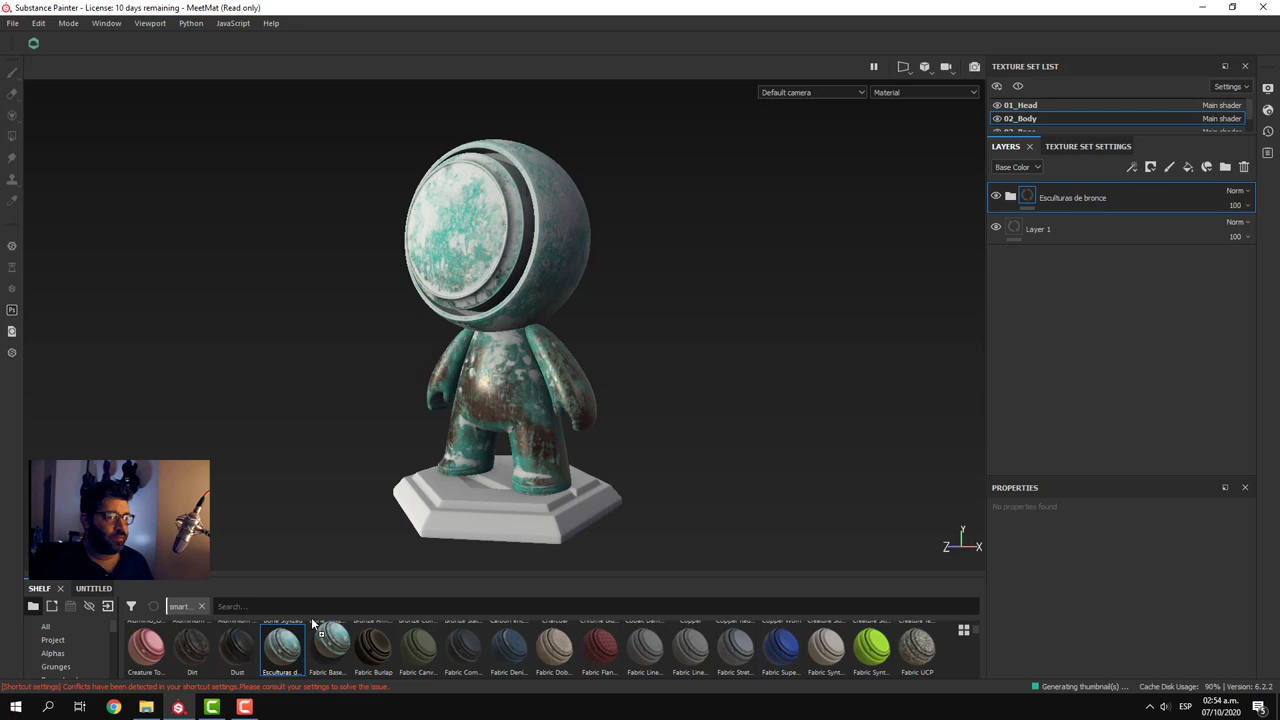 Substance Painter - License: 10 days remaining - MeetMat (Read only)
File Edit Mode Window Viewport Python JavaScript Help
Default camera
Material
TEXTURE SET LIST
Settings
01_Head Main shader
02_Body Main shader
LAYERS
TEXTURE SET SETTINGS
Base Color
Esculturas de bronce
Norm
100
Layer 1
Norm
100
PROPERTIES
No properties found
Y
Z X
SHELF
UNTITLED
smart...
Search...
All
Project
Alphas
Grunges
Creature To...
Dirt
Dust
Esculturas d...
Fabric Base...
Fabric Burlap
Fabric Canv...
Fabric Com...
Fabric Deni...
Fabric Dob...
Fabric Flan...
Fabric Line...
Fabric Line...
Fabric Stret...
Fabric Supe...
Fabric Synt...
Fabric Synt...
Fabric UCP
[Shortcut settings] Conflicts have been detected in your shortcut settings. Please consult your settings to solve the issue.
Generating thumbnail(s) ...
Cache Disk Usage: 90% | Version: 6.2.2
Ps
ESP
02:54 a.m.
07/10/2020
5